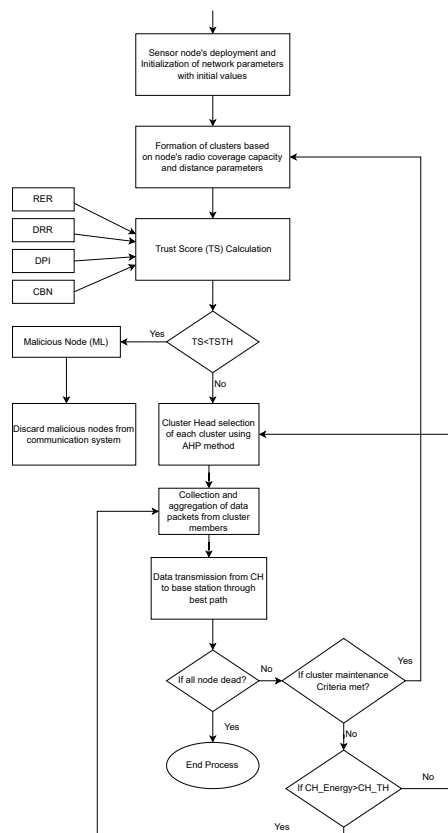 Sensor node's deployment and
Initialization of network parameters
with initial values
Formation of clusters based
on node's radio coverage capacity
and distance parameters
RER
DRR
DPI
CBN
Trust Score (TS) Calculation
Malicious Node (ML)
Yes
TS<TSTH
No
Discard malicious nodes from
communication system
Cluster Head selection
of each cluster using
AHP method
Collection and
aggregation of data
packets from cluster
members
Data transmission from CH
to base station through
best path
If all node dead?
No
If cluster maintenance
Criteria met?
Yes
Yes
No
End Process
If CH_Energy>CH_TH
No
Yes